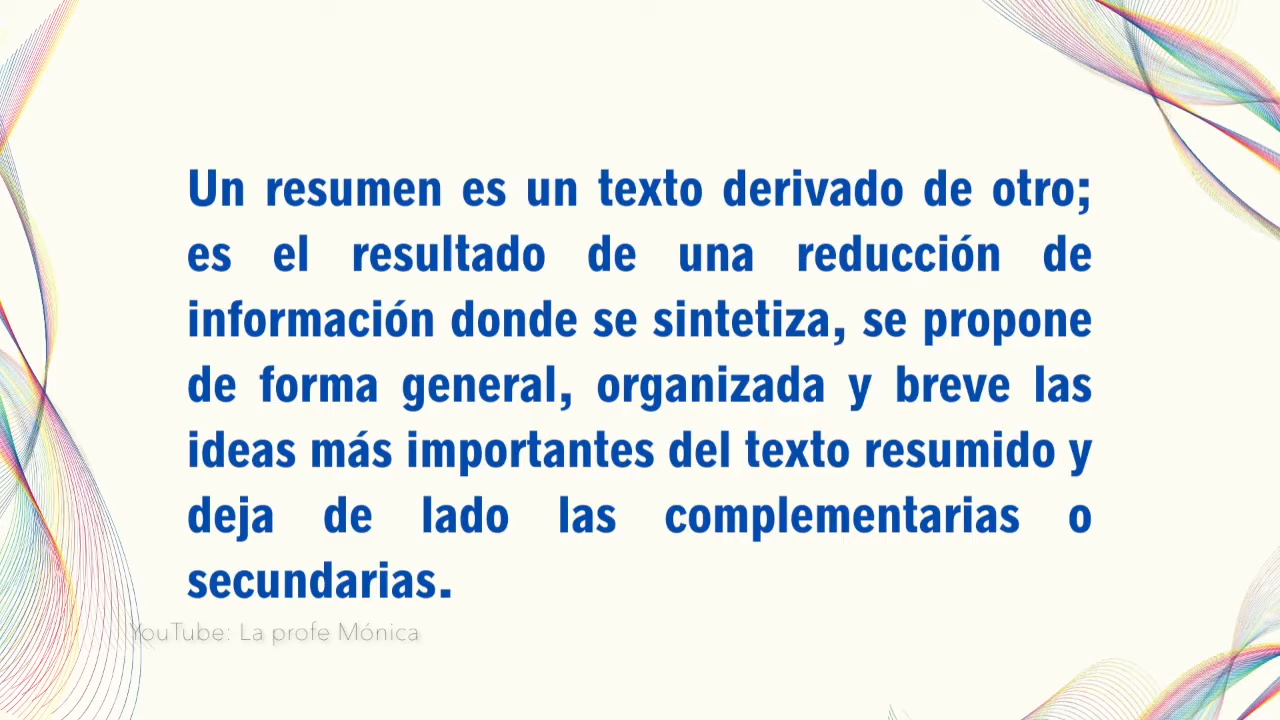 Un resumen es un texto derivado de otro;
es el resultado de una reducción de
información donde se sintetiza, se propone
de forma general, organizada y breve las
ideas más importantes del texto resumido y
deja de lado las complementarias o
secundarias.
YouTube: La profe Mónica